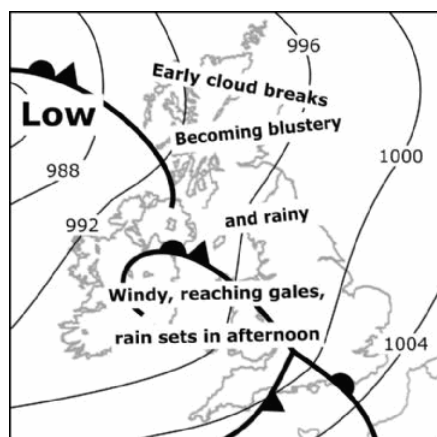 996
Early cloud breaks
Low
Becoming blustery
1000
988
and rainy
992
Windy, reaching gales,
rain sets in afternoon
1004